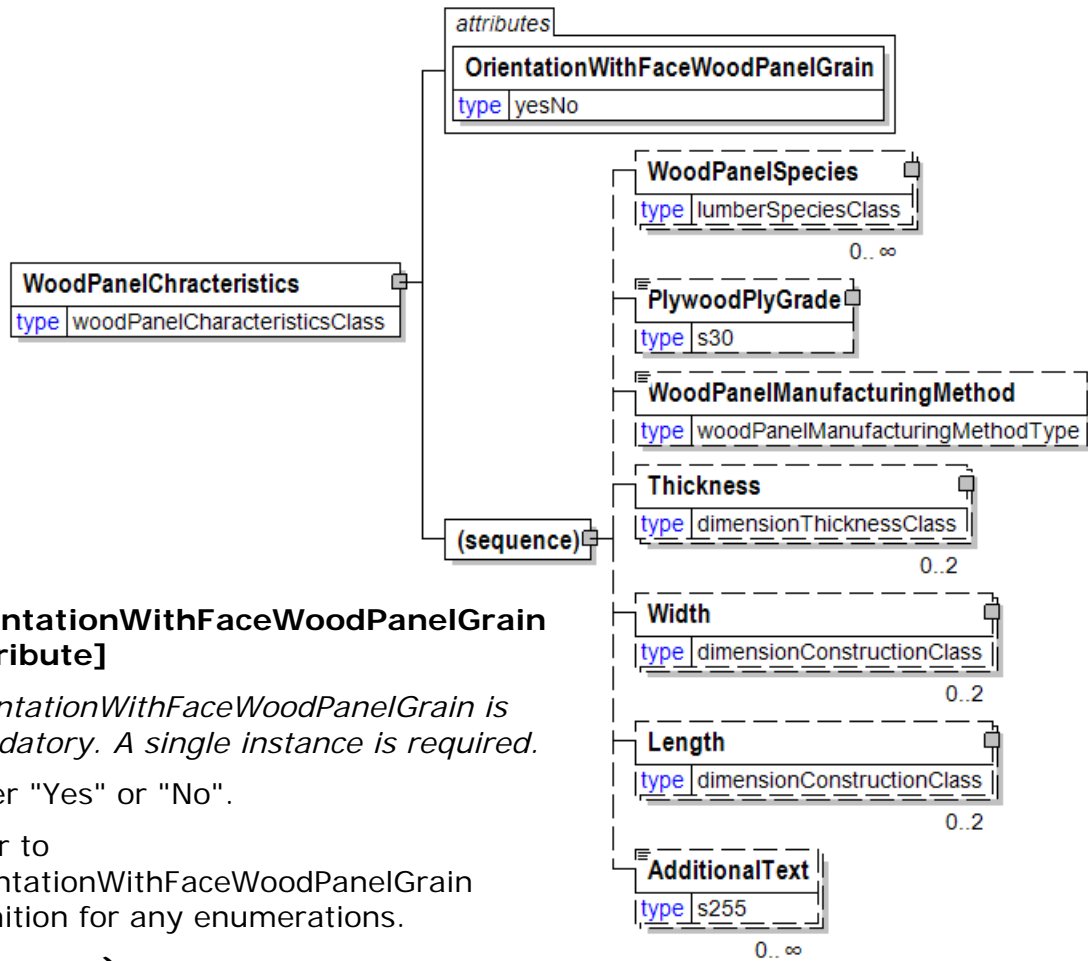 attributes
OrientationWithFaceWoodPanelGrain
type yesNo
WoodPanelSpecies
type lumberSpeciesClass
0.. ∞
WoodPanelChracteristics
type woodPanelCharacteristicsClass
PlywoodPlyGrade
type s30
WoodPanelManufacturingMethod
type woodPanelManufacturingMethodType
Thickness
type dimensionThicknessClass
0..2
(sequence)
Width
type dimensionConstructionClass
0..2
Length
type dimensionConstructionClass
0..2
AdditionalText
type s255
0.. ∞
ntationWithFaceWoodPanelGrain
ribute]
ntationWithFaceWoodPanelGrain is
datory. A single instance is required.
er "Yes" or "No".
r to
ntationWithFaceWoodPanelGrain
nition for any enumerations.